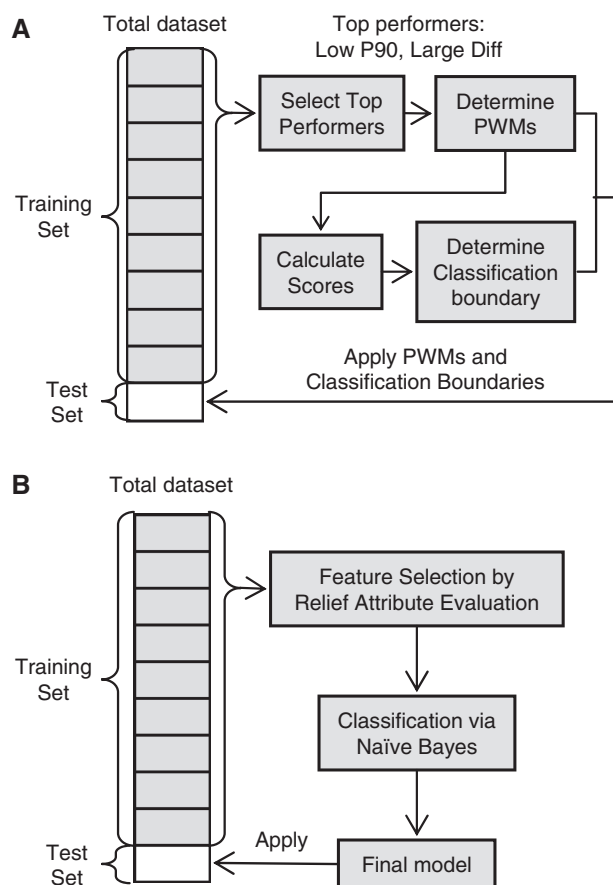 A
Total dataset
Top performers:
Low P90, Large Diff
Select Top
Performers
Determine
PWMs
Training
Set
Calculate
Scores
Determine
Classification
boundary
Apply PWMs and
Classification Boundaries
Test
Set
B
Total dataset
Feature Selection by
Relief Attribute Evaluation
Training
Set
Classification via
Naïve Bayes
Apply
Final model
Test
Set